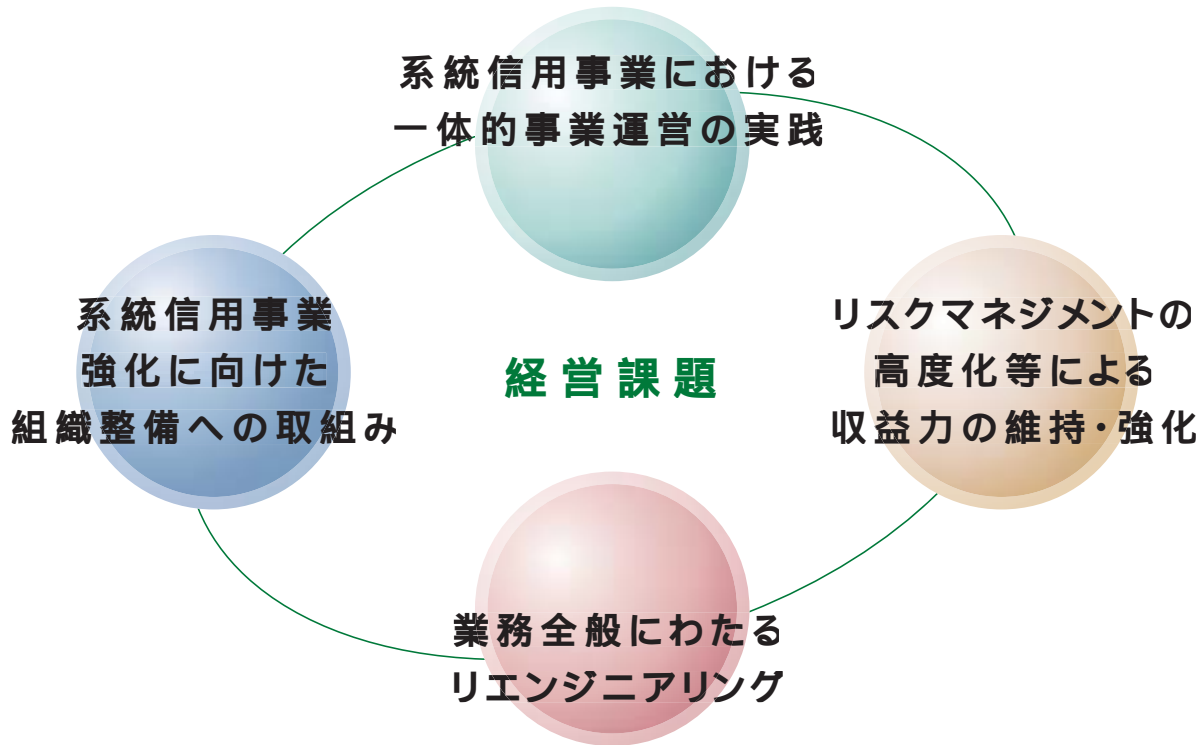 系統信用事業における
一体的事業運営の実践
系統信用事業
強化に向けた
組織整備への取組み
経営課題
リスクマネジメントの
高度化等による
収益力の維持・強化
業務全般にわたる
リエンジニアリング